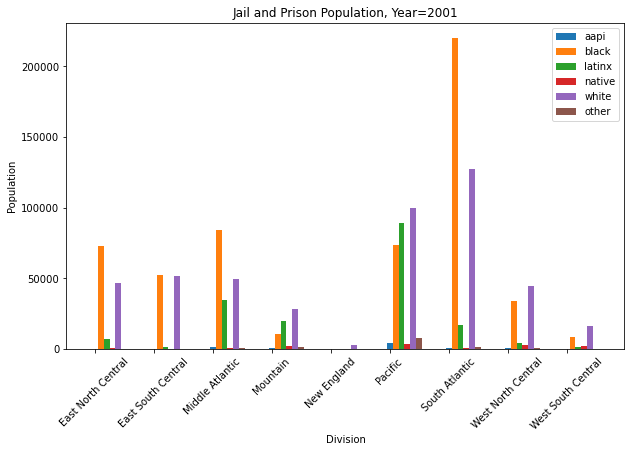 Jail and Prison Population, Year=2001
aapi
black
latinx
native
white
other
Population
200000
150000
100000
50000
0
East North Central
East South Central
Middle Atlantic
Mountain
New England
Pacific
South Atlantic
West North Central
West South Central
Division